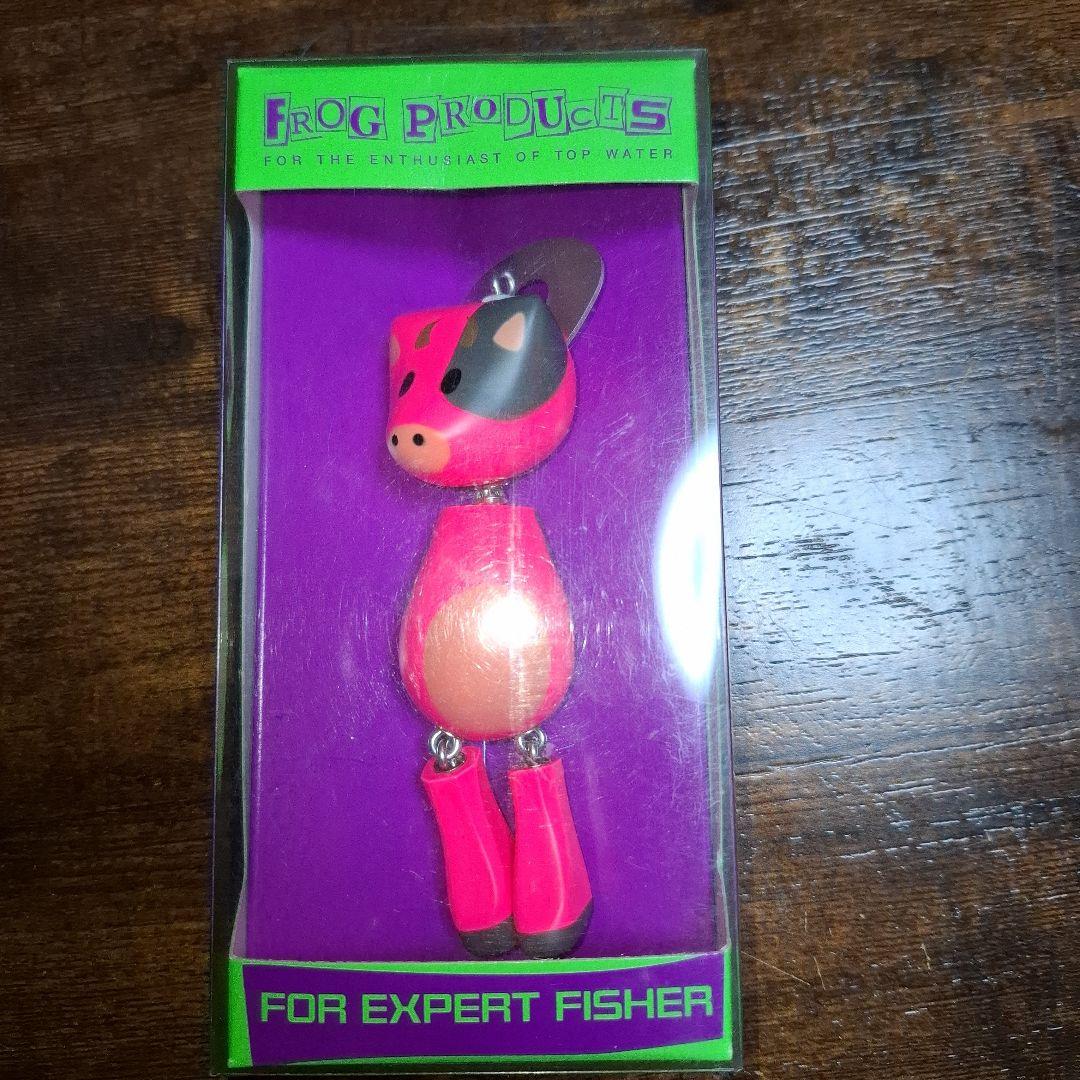 FROG PRODUCTS
FOR THE ENTHUSIAST OF TOP WATER
FOR EXPERT FISHER